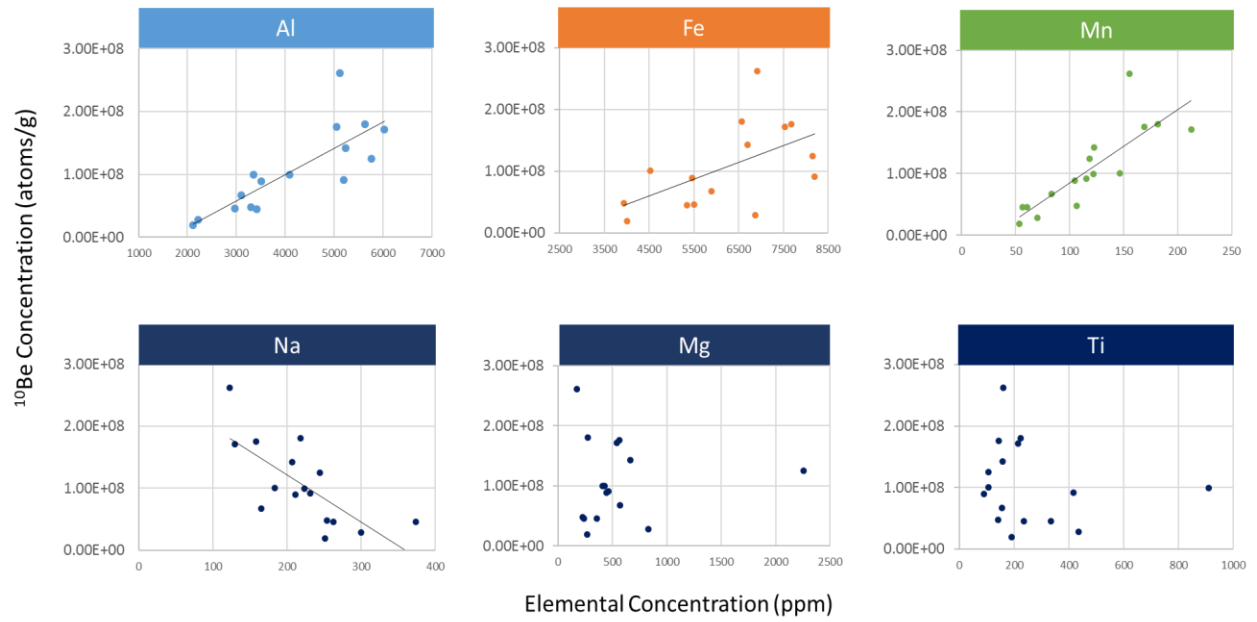 Al
Fe
Mn
3.00E+08
2.00E+08
1.00E+08
0.00E+00
1000 2000 3000 4000 5000 6000 7000
3.00E+08
2.00E+08
1.00E+08
0.00E+00
2500 3500 4500 5500 6500 7500 8500
3.00E+08
2.00E+08
1.00E+08
0.00E+00
0 50 100 150 200 250
¹⁰Be Concentration (atoms/g)
Na
Mg
Ti
3.00E+08
2.00E+08
1.00E+08
0.00E+00
0 100 200 300 400
3.00E+08
2.00E+08
1.00E+08
0.00E+00
0 500 1000 1500 2000 2500
3.00E+08
2.00E+08
1.00E+08
0.00E+00
0 200 400 600 800 1000
Elemental Concentration (ppm)